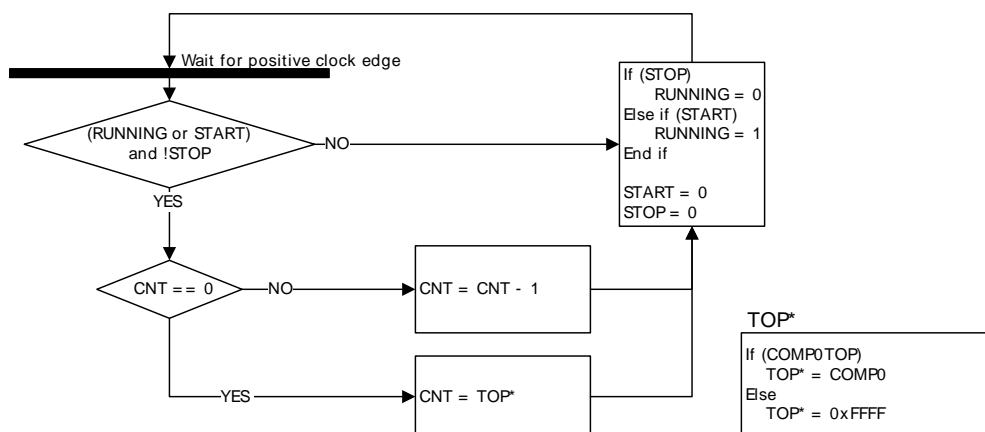 Wait for positive clock edge
If (STOP)
RUNNING = 0
Else if (START)
RUNNING = 1
End if
START = 0
STOP = 0
(RUNNING or START)
and !STOP
NO
YES
CNT == 0
NO
CNT = CNT - 1
YES
CNT = TOP*
TOP*
If (COMP0TOP)
TOP* = COMP0
Else
TOP* = 0xFFFF